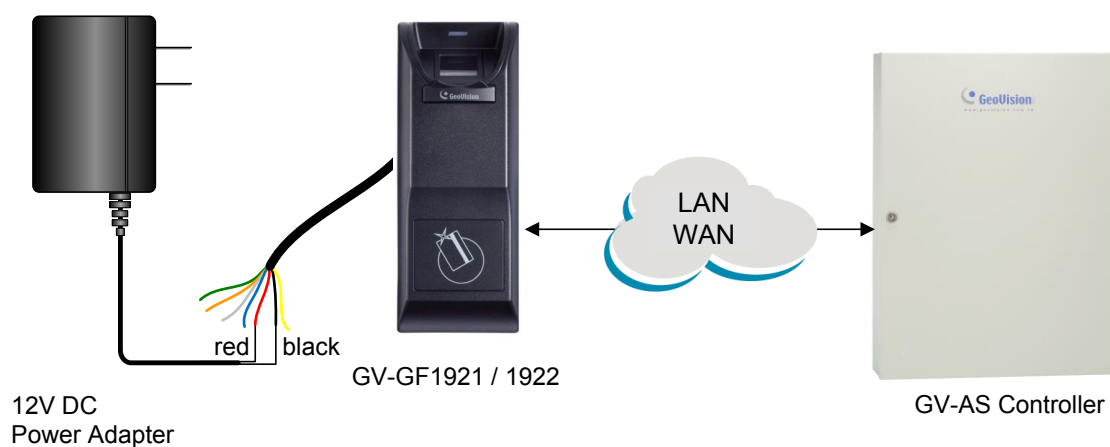 GeoVision
GeoVision
LAN
WAN
red
black
GV-GF1921 / 1922
12V DC
Power Adapter
GV-AS Controller